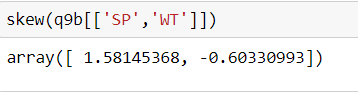 skew(q9b[['SP','WT']])
array([ 1.58145368, -0.60330993])